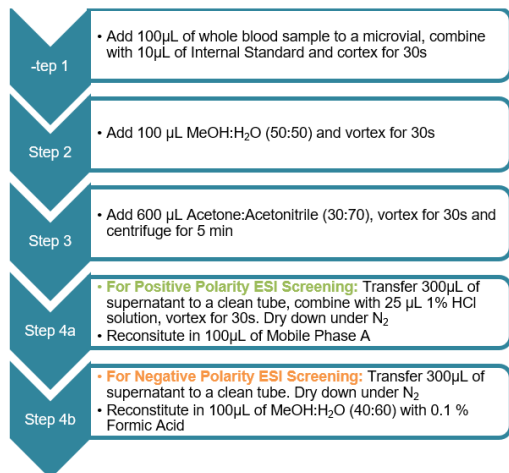 -tep 1
• Add 100µL of whole blood sample to a microvial, combine
with 10µL of Internal Standard and cortex for 30s
Step 2
• Add 100 µL MeOH:H₂O (50:50) and vortex for 30s
Step 3
• Add 600 µL Acetone:Acetonitrile (30:70), vortex for 30s and
centrifuge for 5 min
Step 4a
• For Positive Polarity ESI Screening: Transfer 300µL of
supernatant to a clean tube, combine with 25 µL 1% HCl
solution, vortex for 30s. Dry down under N₂
• Reconsitute in 100µL of Mobile Phase A
Step 4b
• For Negative Polarity ESI Screening: Transfer 300µL of
supernatant to a clean tube. Dry down under N₂
• Reconstitute in 100µL of MeOH:H₂O (40:60) with 0.1 %
Formic Acid